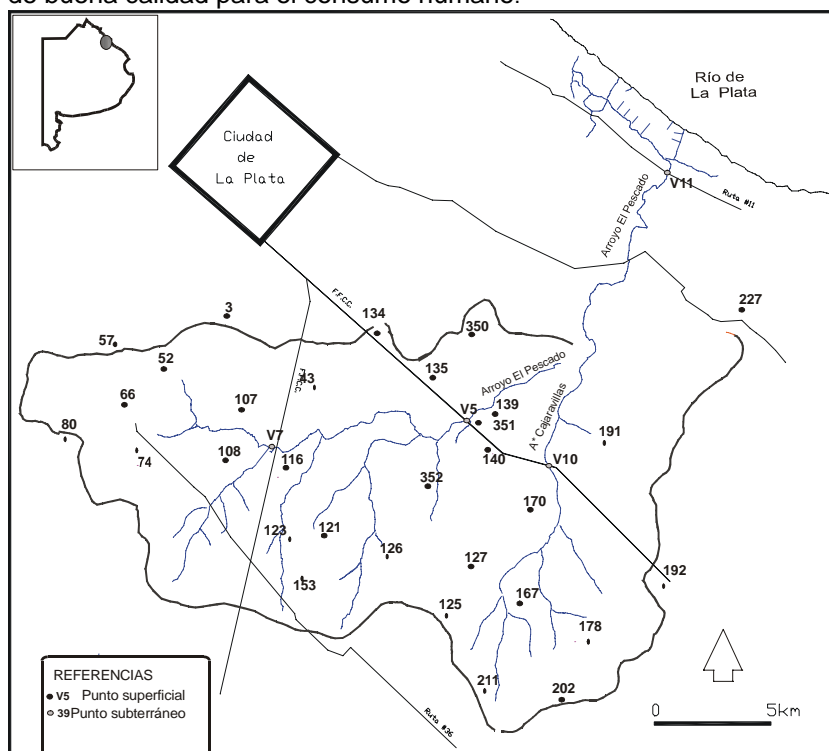 de buena calidad para el consumo humano.
Río de
La Plata
Ciudad
de
La Plata
V11
Ruta #11
Arroyo El Pescado
227
3
F.F.C.C.
134
350
57
52
F.F.C.C.
43
135
Arroyo El Pescado
66
107
V5
139
351
A° Cajaravillas
80
V7
191
74
108
116
140
V10
352
170
123
121
126
127
192
153
167
125
178
211
202
REFERENCIAS
V5 Punto superficial
39Punto subterráneo
Ruta #36
0 5km